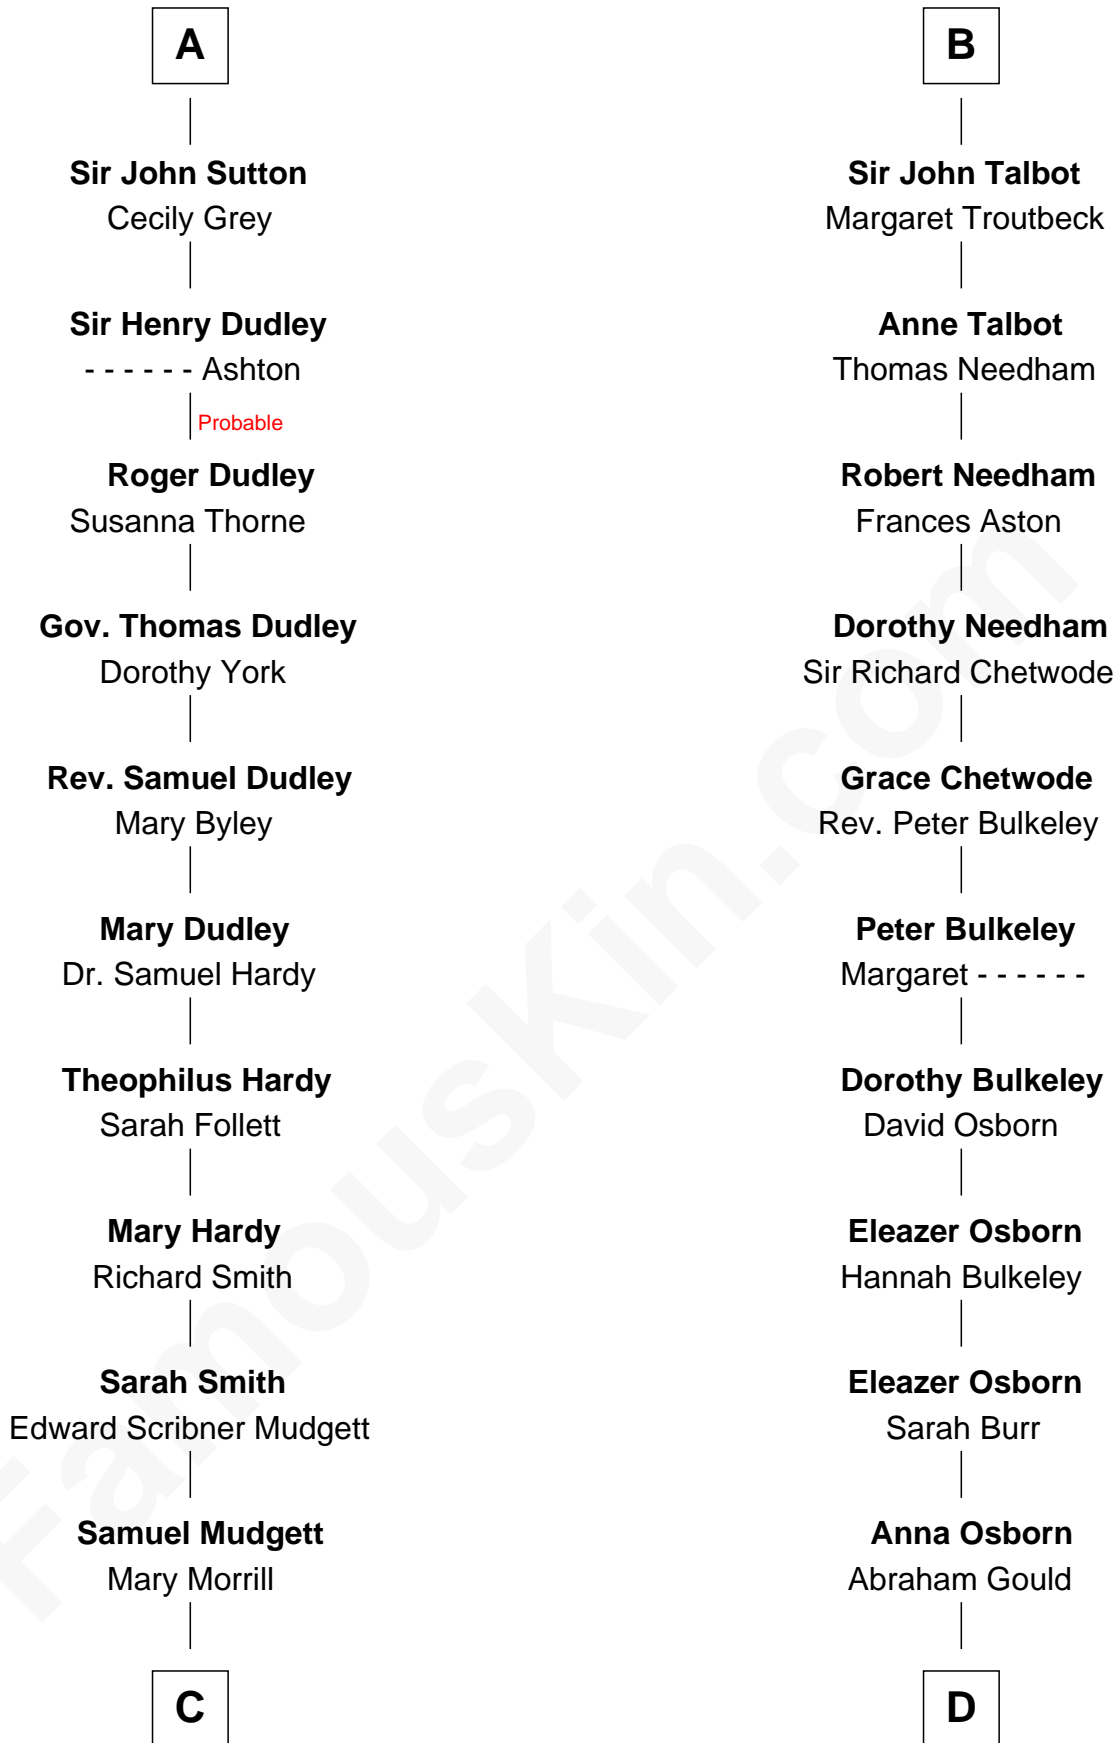 A
Sir John Sutton
Cecily Grey
Sir Henry Dudley
- - - - - - Ashton
Probable
Roger Dudley
Susanna Thorne
Gov. Thomas Dudley
Dorothy York
Rev. Samuel Dudley
Mary Byley
Mary Dudley
Dr. Samuel Hardy
Theophilus Hardy
Sarah Follett
Mary Hardy
Richard Smith
Sarah Smith
Edward Scribner Mudgett
Samuel Mudgett
Mary Morrill
C
B
Sir John Talbot
Margaret Troutbeck
Anne Talbot
Thomas Needham
Robert Needham
Frances Aston
Dorothy Needham
Sir Richard Chetwode
Grace Chetwode
Rev. Peter Bulkeley
Peter Bulkeley
Margaret - - - - - -
Dorothy Bulkeley
David Osborn
Eleazer Osborn
Hannah Bulkeley
Eleazer Osborn
Sarah Burr
Anna Osborn
Abraham Gould
D
FamousKin.com